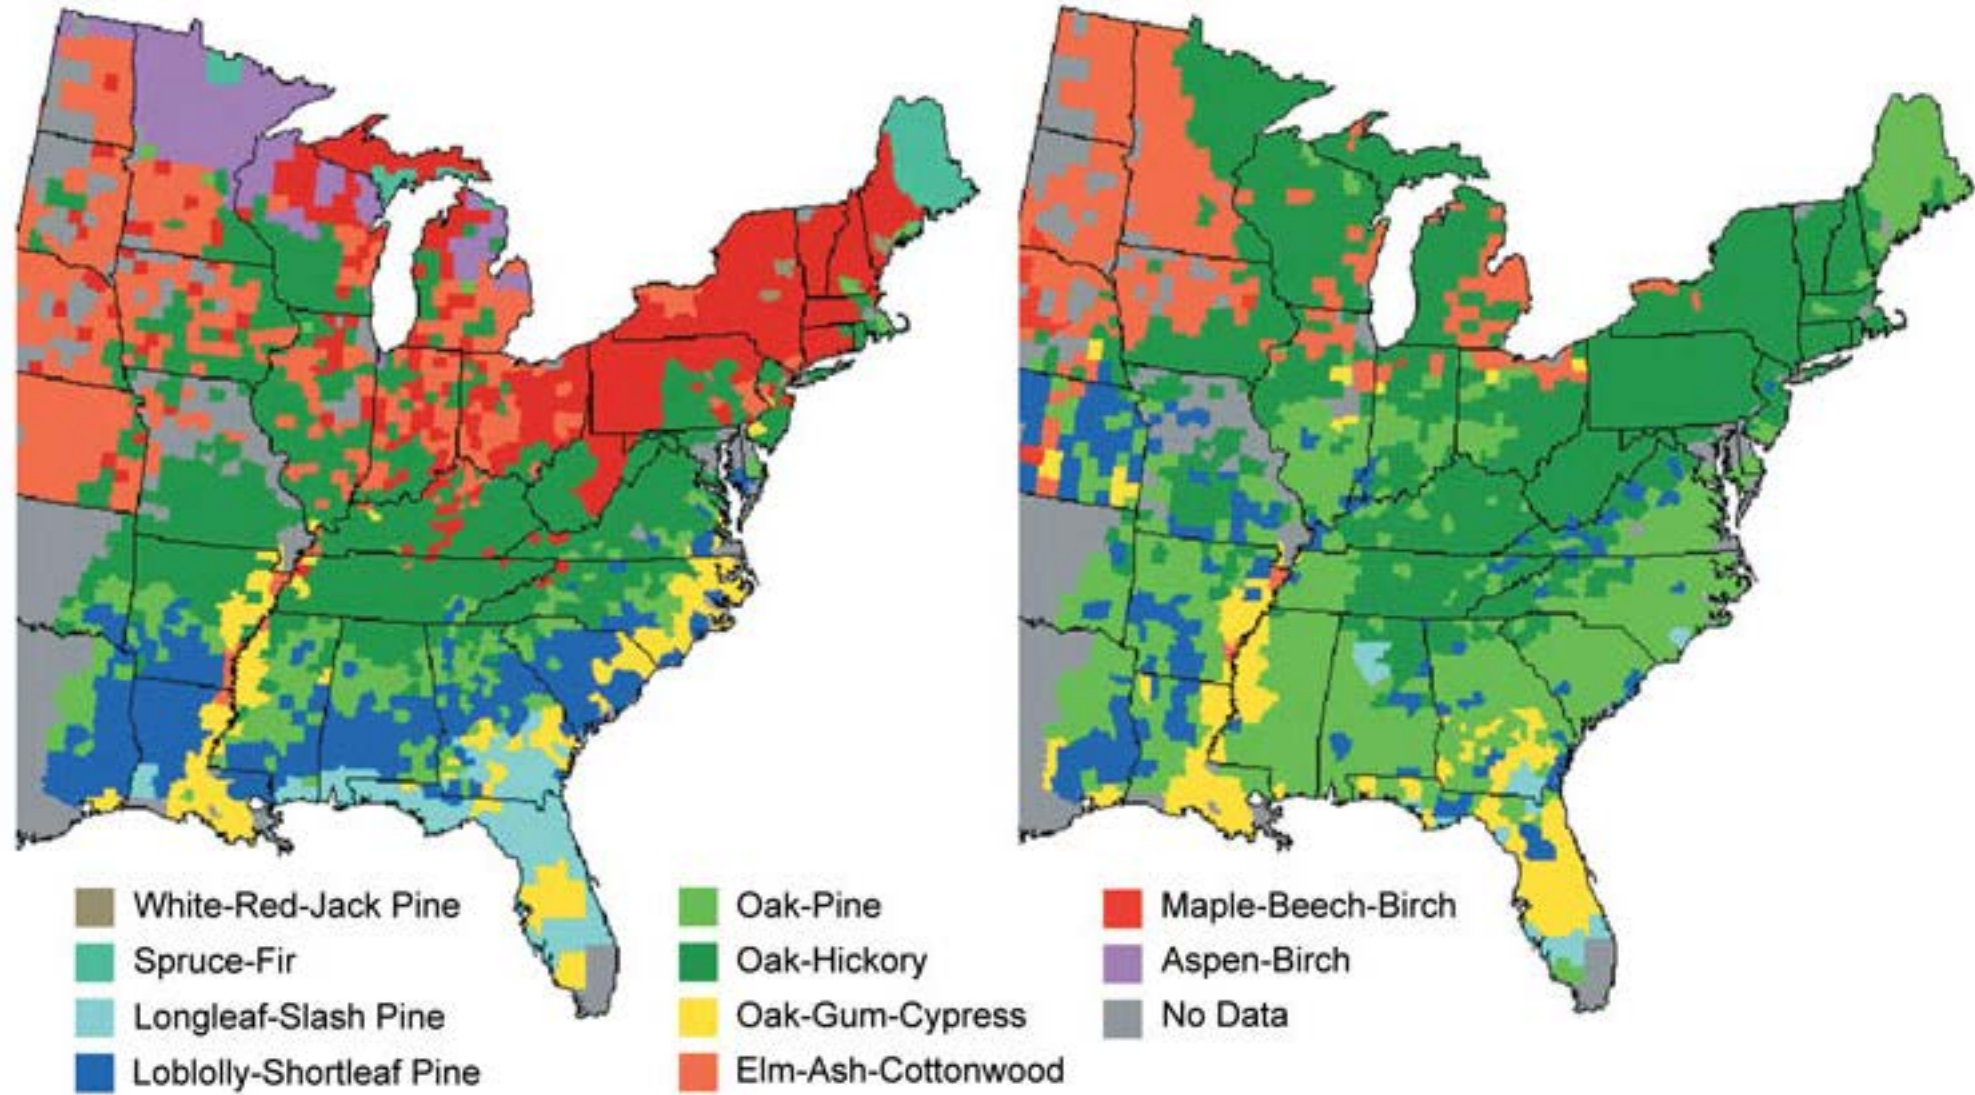 White-Red-Jack Pine
Spruce-Fir
Longleaf-Slash Pine
Loblolly-Shortleaf Pine
Oak-Pine
Oak-Hickory
Oak-Gum-Cypress
Elm-Ash-Cottonwood
Maple-Beech-Birch
Aspen-Birch
No Data